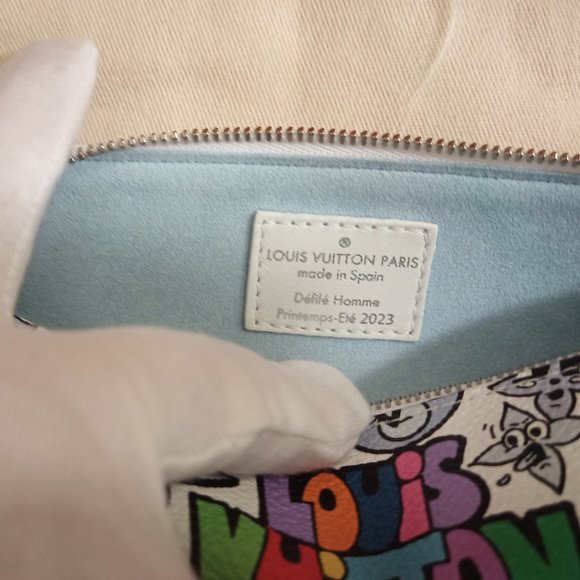 ®
LOUIS VUITTON PARIS
made in Spain
Défilé Homme
Printemps-Eté 2023
LOUIS
VUITTON